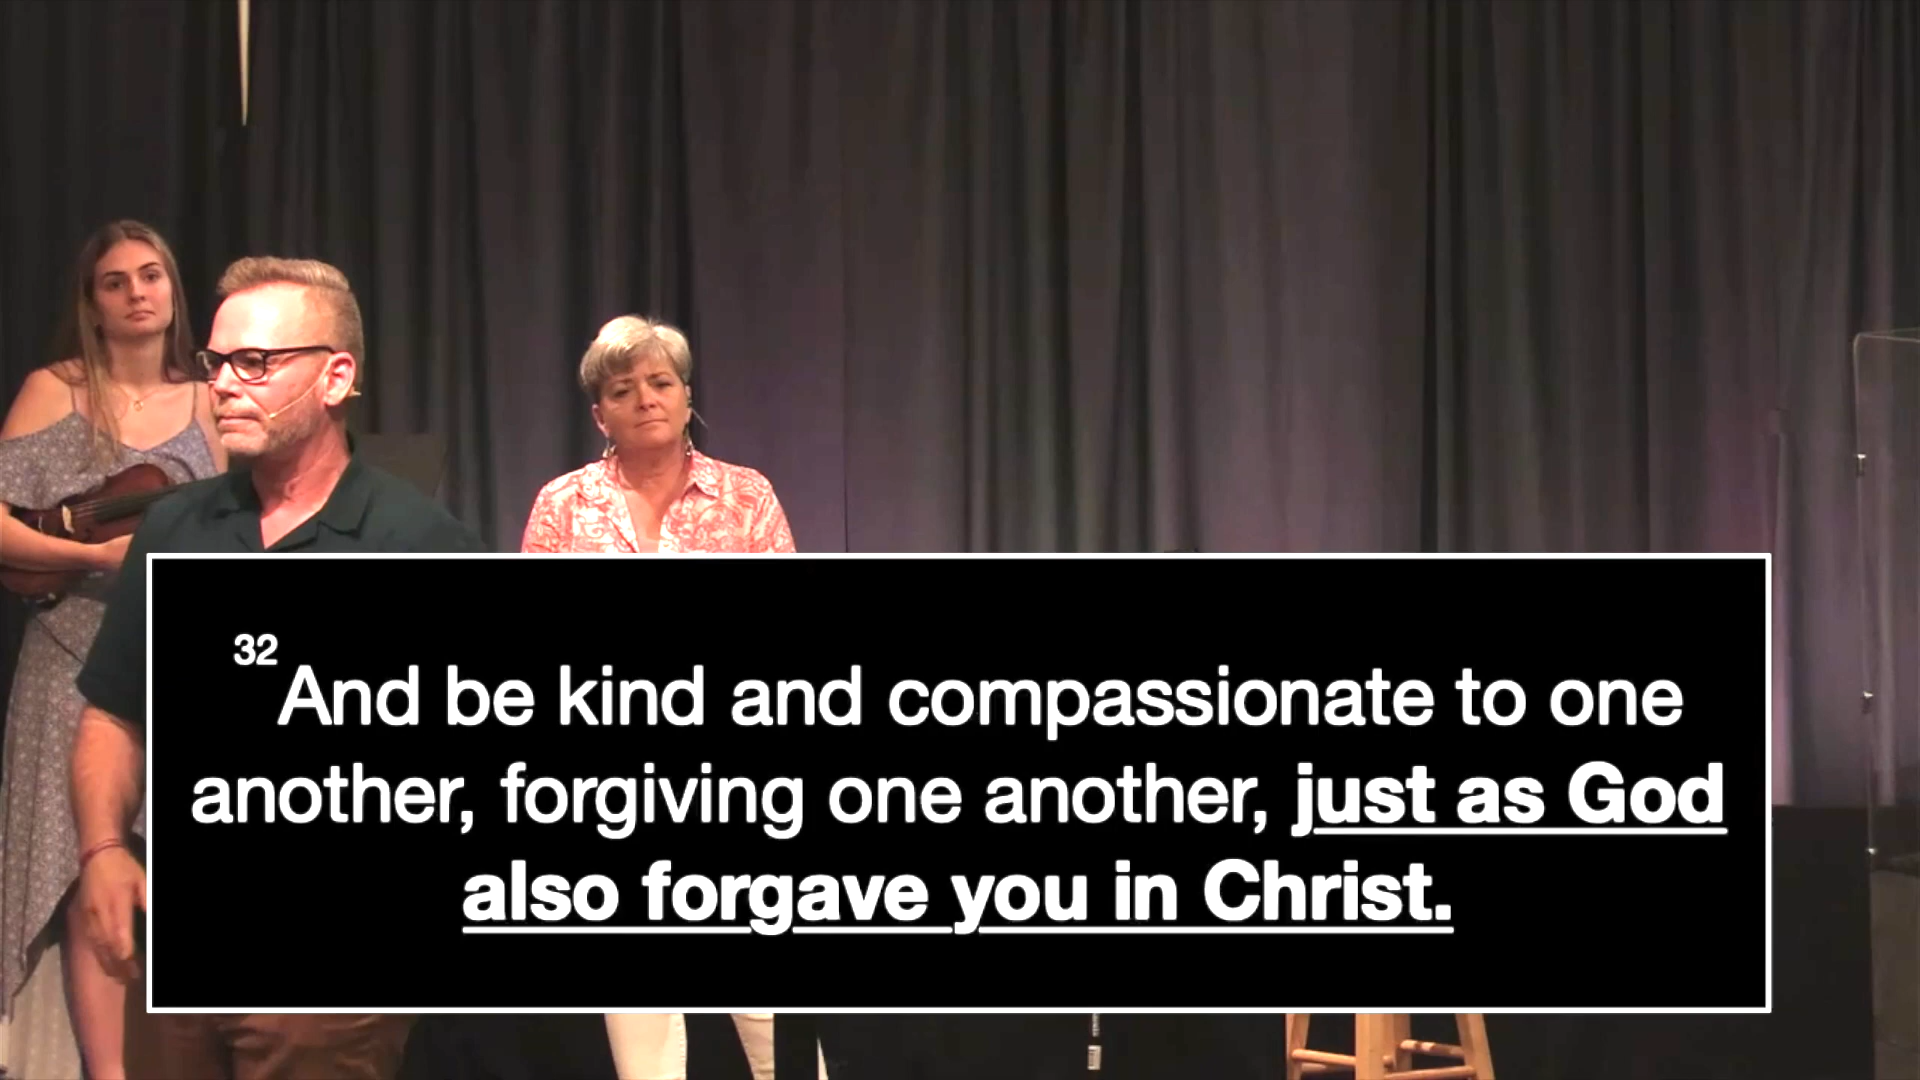 32
And be kind and compassionate to one
another, forgiving one another, just as God
also forgave you in Christ.